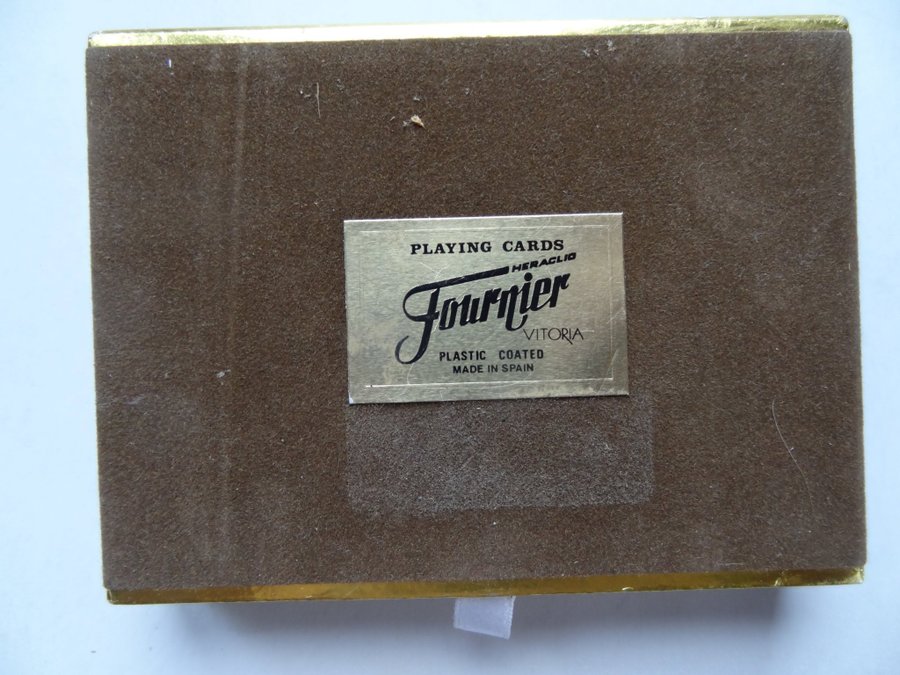 PLAYING CARDS
HERACLIO
Fournier
VITORIA
PLASTIC COATED
MADE IN SPAIN